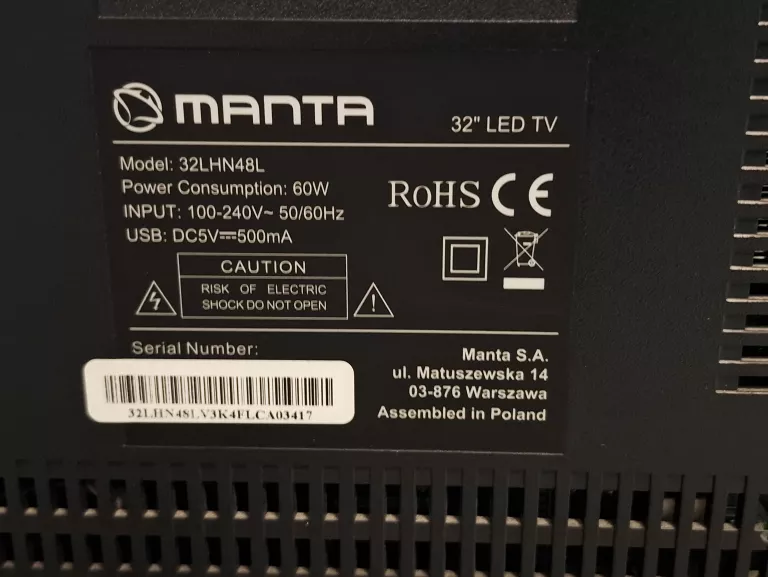 MANTA
32" LED TV
Model: 32LHN48L
Power Consumption: 60W
INPUT: 100-240V~ 50/60Hz
USB: DC5V⎓500mA
RoHS CE
CAUTION
RISK OF ELECTRIC
SHOCK DO NOT OPEN
Serial Number:
32LHN48LV3K4FLCA03417
Manta S.A.
ul. Matuszewska 14
03-876 Warszawa
Assembled in Poland